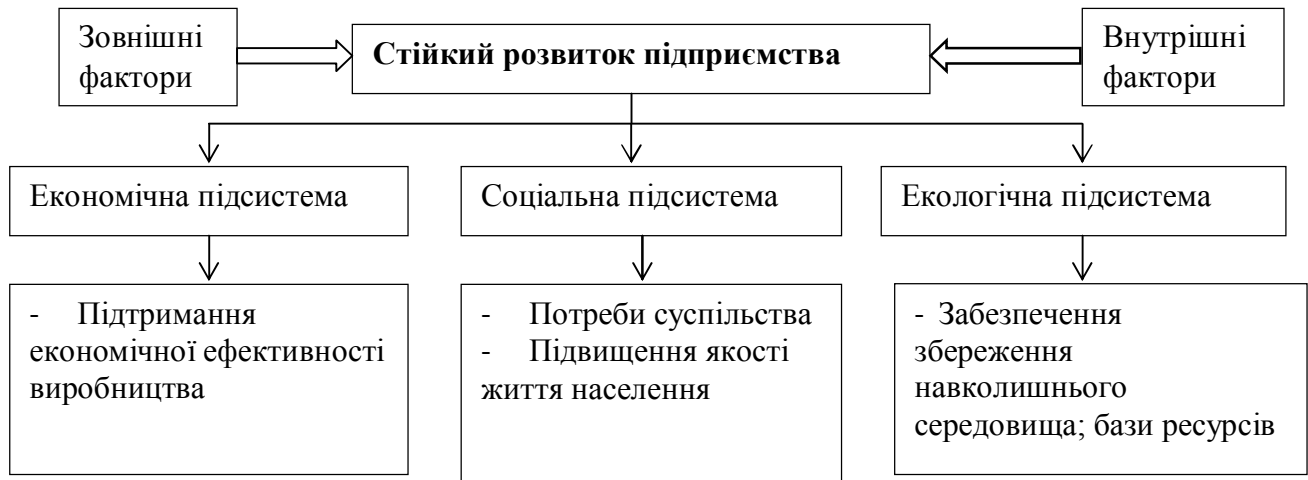 Зовнішні
фактори
Стійкий розвиток підприємства
Внутрішні
фактори
Економічна підсистема
Соціальна підсистема
Екологічна підсистема
- Підтримання
економічної ефективності
виробництва
- Потреби суспільства
- Підвищення якості
життя населення
- Забезпечення
збереження
навколишнього
середовища; бази ресурсів